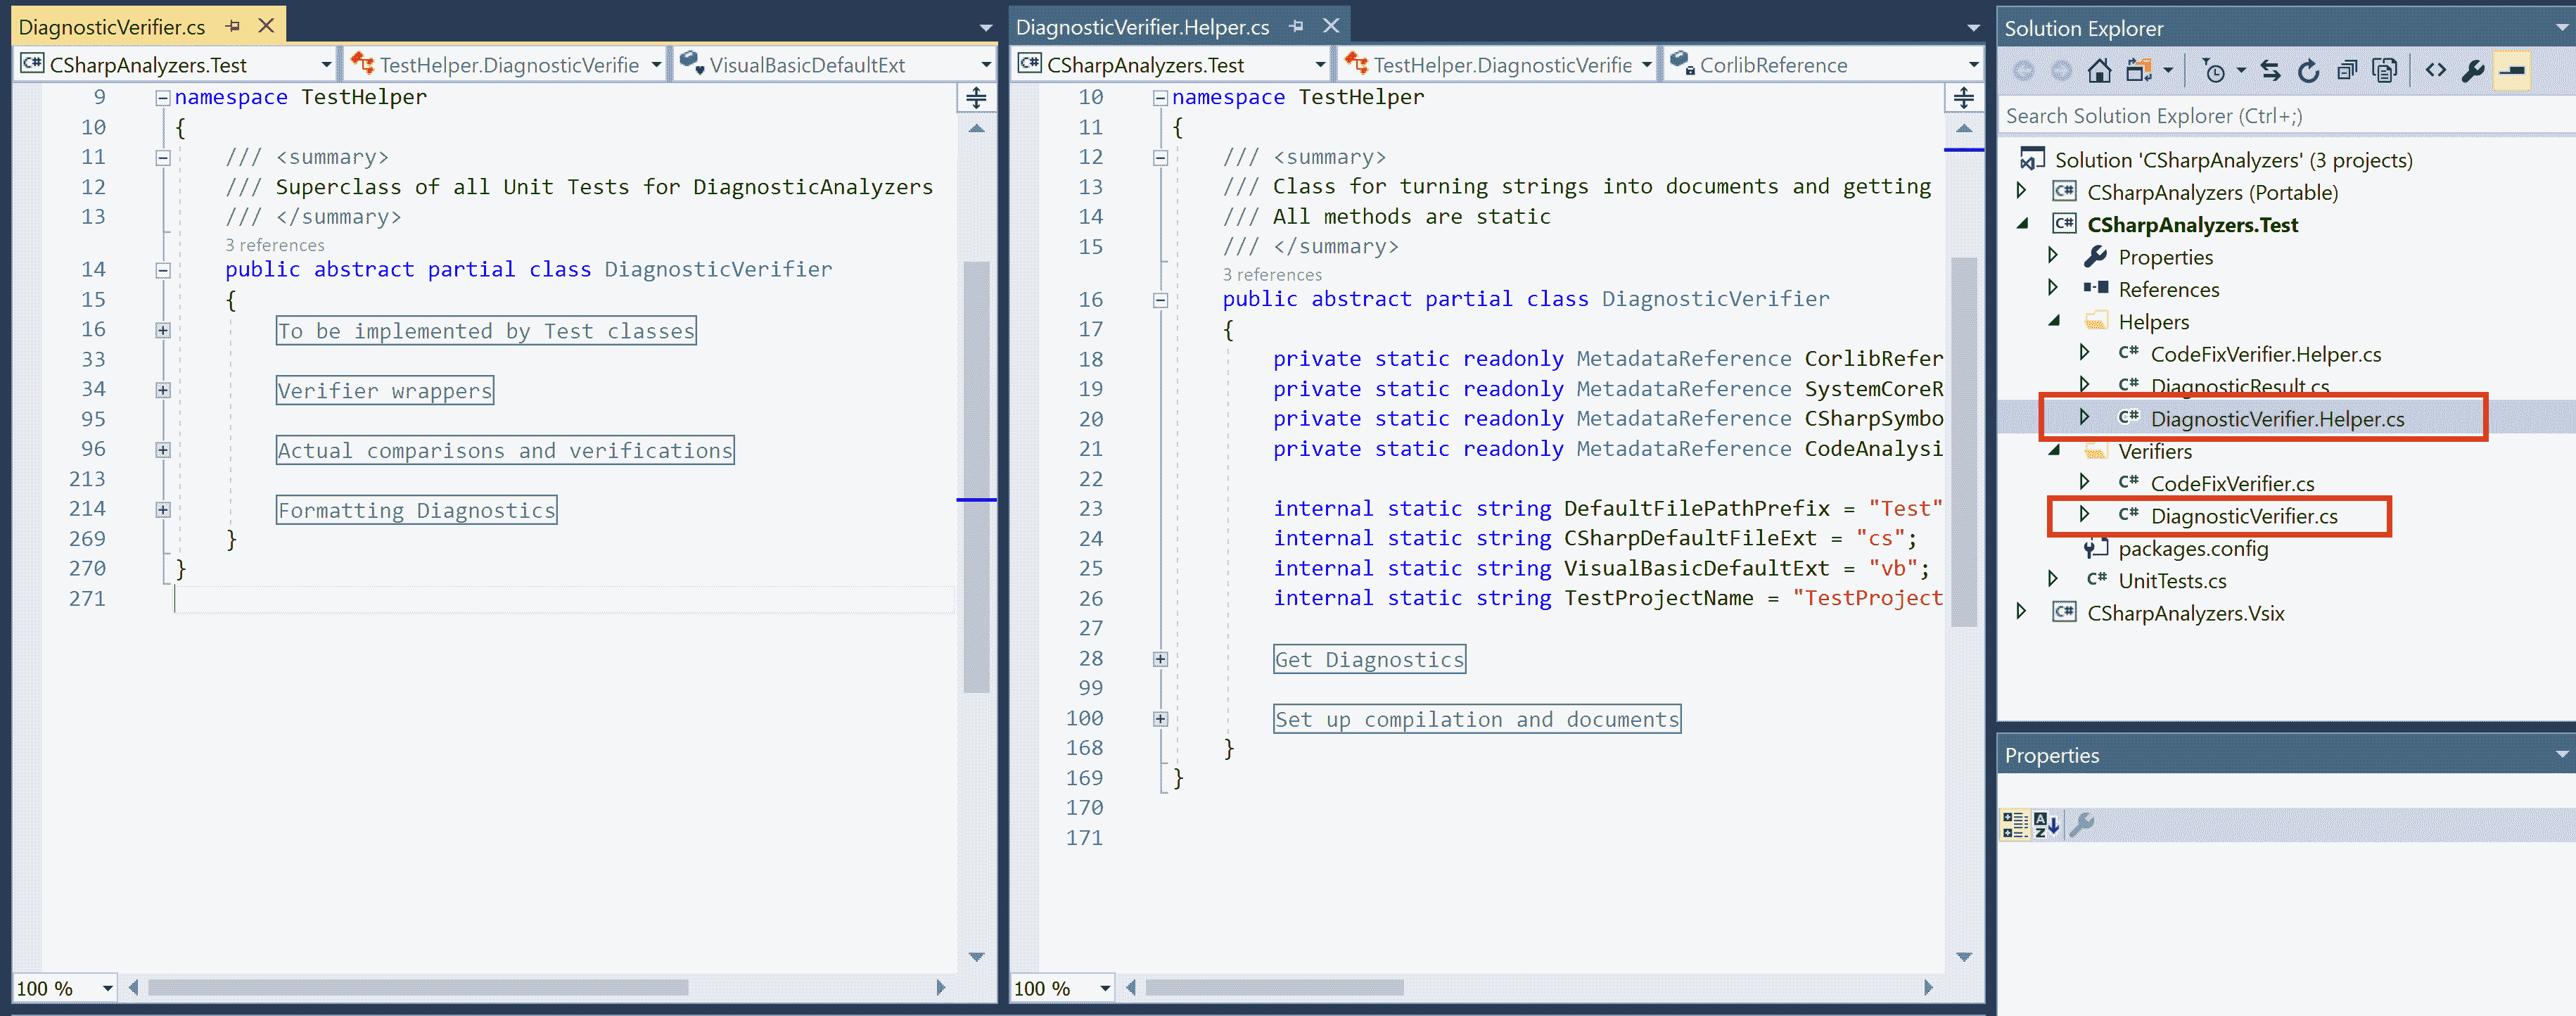 DiagnosticVerifier.cs
CSharpAnalyzers.Test
TestHelper.DiagnosticVerifie
VisualBasicDefaultExt
9 namespace TestHelper
10 {
11 /// <summary>
12 /// Superclass of all Unit Tests for DiagnosticAnalyzers
13 /// </summary>
3 references
14 public abstract partial class DiagnosticVerifier
15 {
16 To be implemented by Test classes
33
34 Verifier wrappers
95
96 Actual comparisons and verifications
213
214 Formatting Diagnostics
269 }
270 }
271
100 %
DiagnosticVerifier.Helper.cs
CSharpAnalyzers.Test
TestHelper.DiagnosticVerifie
CorlibReference
10 namespace TestHelper
11 {
12 /// <summary>
13 /// Class for turning strings into documents and getting
14 /// All methods are static
15 /// </summary>
3 references
16 public abstract partial class DiagnosticVerifier
17 {
18 private static readonly MetadataReference CorlibRefer
19 private static readonly MetadataReference SystemCoreR
20 private static readonly MetadataReference CSharpSymbo
21 private static readonly MetadataReference CodeAnalysi
22
23 internal static string DefaultFilePathPrefix = "Test"
24 internal static string CSharpDefaultFileExt = "cs";
25 internal static string VisualBasicDefaultExt = "vb";
26 internal static string TestProjectName = "TestProject
27
28 Get Diagnostics
99
100 Set up compilation and documents
168 }
169 }
170
171
100 %
Solution Explorer
Search Solution Explorer (Ctrl+;)
Solution 'CSharpAnalyzers' (3 projects)
C# CSharpAnalyzers (Portable)
C# CSharpAnalyzers.Test
Properties
References
Helpers
C# CodeFixVerifier.Helper.cs
C# DiagnosticResult.cs
C# DiagnosticVerifier.Helper.cs
Verifiers
C# CodeFixVerifier.cs
C# DiagnosticVerifier.cs
packages.config
C# UnitTests.cs
C# CSharpAnalyzers.Vsix
Properties